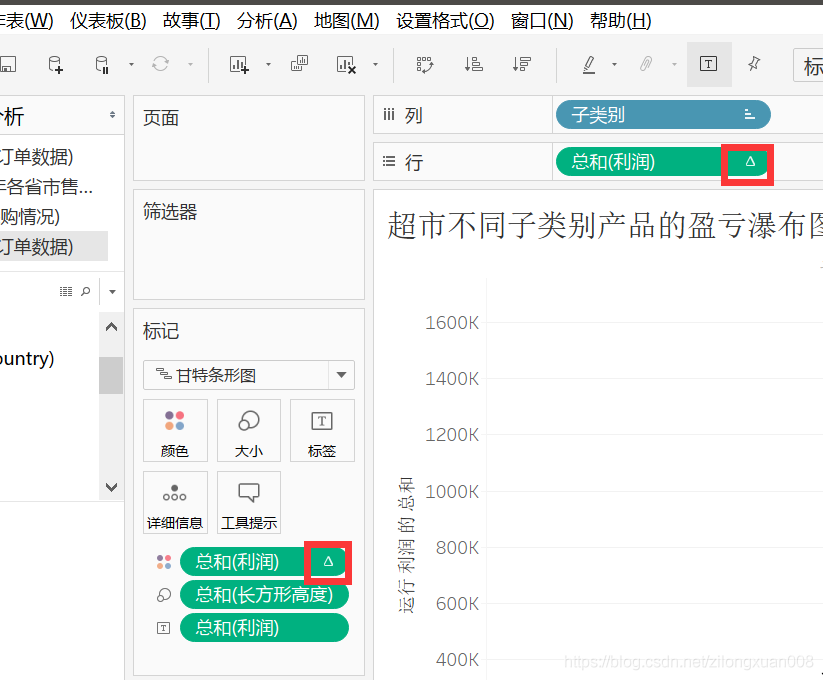 作表(W) 仪表板(B) 故事(T) 分析(A) 地图(M) 设置格式(O) 窗口(N) 帮助(H)
标
分析
订单数据)
年各省市售...
购情况)
订单数据)
ountry)
页面
筛选器
标记
甘特条形图
颜色 大小 标签
详细信息 工具提示
总和(利润) Δ
总和(长方形高度)
总和(利润)
列 子类别
行 总和(利润) Δ
超市不同子类别产品的盈亏瀑布图
1600K
1400K
1200K
1000K
800K
600K
400K
运行 利润 的 总和
https://blog.csdn.net/zilongxuan008